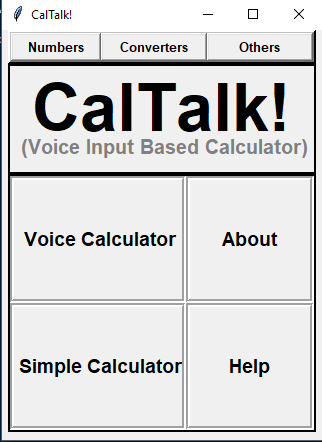 CalTalk!
Numbers Converters Others
CalTalk!
(Voice Input Based Calculator)
Voice Calculator About
Simple Calculator Help